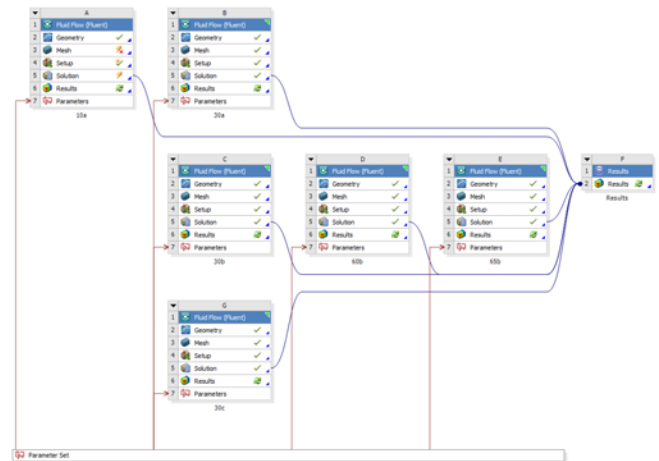 A
1 Fluid Flow (Fluent)
2 Geometry
3 Mesh
4 Setup
5 Solution
6 Results
7 Parameters
10a
B
1 Fluid Flow (Fluent)
2 Geometry
3 Mesh
4 Setup
5 Solution
6 Results
7 Parameters
30a
C
1 Fluid Flow (Fluent)
2 Geometry
3 Mesh
4 Setup
5 Solution
6 Results
7 Parameters
30b
D
1 Fluid Flow (Fluent)
2 Geometry
3 Mesh
4 Setup
5 Solution
6 Results
7 Parameters
60b
E
1 Fluid Flow (Fluent)
2 Geometry
3 Mesh
4 Setup
5 Solution
6 Results
7 Parameters
65b
F
1 Results
2 Results
Results
G
1 Fluid Flow (Fluent)
2 Geometry
3 Mesh
4 Setup
5 Solution
6 Results
7 Parameters
30c
Parameter Set